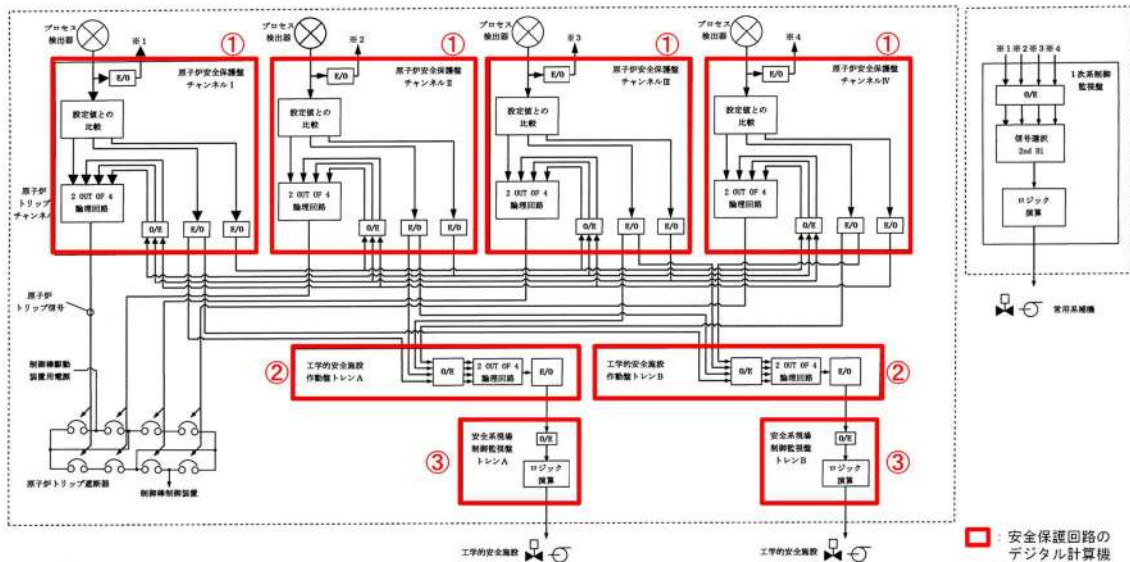 プロセス
検出器
※1
①
E/O
原子炉安全保護盤
チャンネルⅠ
設定値との
比較
原子炉
トリップ
チャンネル
2 OUT OF 4
論理回路
O/E
E/O
E/O
プロセス
検出器
※2
①
E/O
原子炉安全保護盤
チャンネルⅡ
設定値との
比較
2 OUT OF 4
論理回路
O/E
E/O
E/O
プロセス
検出器
※3
①
E/O
原子炉安全保護盤
チャンネルⅢ
設定値との
比較
2 OUT OF 4
論理回路
O/E
E/O
E/O
プロセス
検出器
※4
①
E/O
原子炉安全保護盤
チャンネルⅣ
設定値との
比較
2 OUT OF 4
論理回路
O/E
E/O
E/O
※1 ※2 ※3 ※4
1次系制御
監視盤
O/E
信号選択
2nd Hi
ロジック
演算
常用系補機
原子炉
トリップ信号
制御棒駆動
装置用電源
原子炉トリップ遮断器
制御棒制御装置
②
工学的安全施設
作動盤トレンA
O/E
2 OUT OF 4
論理回路
E/O
工学的安全施設
作動盤トレンB
O/E
2 OUT OF 4
論理回路
E/O
②
③
安全系現場
制御監視盤
トレンA
O/E
ロジック
演算
安全系現場
制御監視盤
トレンB
O/E
ロジック
演算
③
工学的安全施設
工学的安全施設
: 安全保護回路の
デジタル計算機